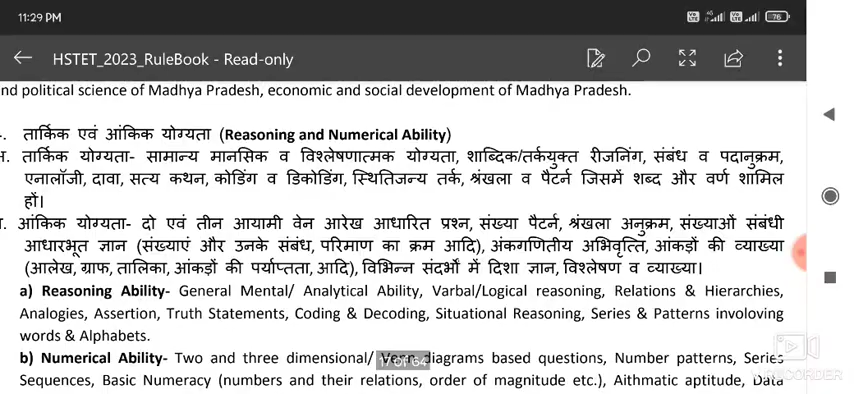 11:29 PM
76
HSTET_2023_RuleBook - Read-only
nd political science of Madhya Pradesh, economic and social development of Madhya Pradesh.
तार्किक एवं आंकिक योग्यता (Reasoning and Numerical Ability)
तार्किक योग्यता- सामान्य मानसिक व विश्लेषणात्मक योग्यता, शाब्दिक/तर्कयुक्त रीजनिंग, संबंध व पदानुक्रम,
एनालॉजी, दावा, सत्य कथन, कोडिंग व डिकोडिंग, स्थितिजन्य तर्क, श्रंखला व पैटर्न जिसमें शब्द और वर्ण शामिल
हों।
आंकिक योग्यता- दो एवं तीन आयामी वेन आरेख आधारित प्रश्न, संख्या पैटर्न, श्रंखला अनुक्रम, संख्याओं संबंधी
आधारभूत ज्ञान (संख्याएं और उनके संबंध, परिमाण का क्रम आदि), अंकगणितीय अभिवृत्ति, आंकड़ों की व्याख्या
(आलेख, ग्राफ, तालिका, आंकड़ों की पर्याप्तता, आदि), विभिन्न संदर्भों में दिशा ज्ञान, विश्लेषण व व्याख्या।
a) Reasoning Ability- General Mental/ Analytical Ability, Varbal/Logical reasoning, Relations & Hierarchies,
Analogies, Assertion, Truth Statements, Coding & Decoding, Situational Reasoning, Series & Patterns involoving
words & Alphabets.
b) Numerical Ability- Two and three dimensional/ Venn diagrams based questions, Number patterns, Series
17 of 64
Sequences, Basic Numeracy (numbers and their relations, order of magnitude etc.), Aithmatic aptitude, Data